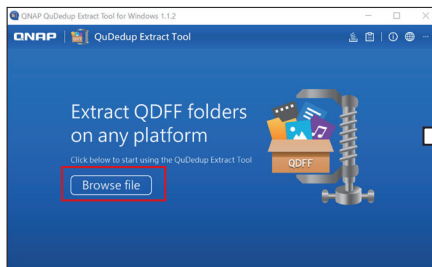 QNAP QuDedup Extract Tool for Windows 1.1.2
QNAP QuDedup Extract Tool
Extract QDFF folders
on any platform
Click below to start using the QuDedup Extract Tool
Browse file
QDFF